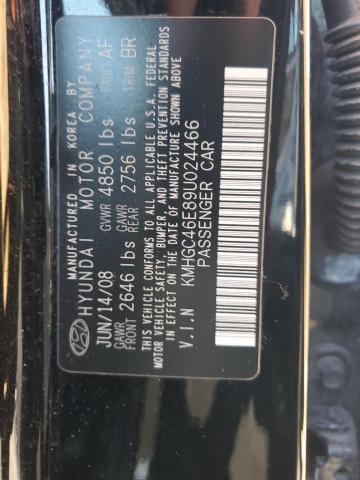 MANUFACTURED IN KOREA BY
HYUNDAI MOTOR COMPANY
JUN/14/08 PAINT AF
GVWR 4850 lbs TRIM BR
GAWR FRONT 2646 lbs GAWR REAR 2756 lbs
THIS VEHICLE CONFORMS TO ALL APPLICABLE U.S.A. FEDERAL
MOTOR VEHICLE SAFETY, BUMPER, AND THEFT PREVENTION STANDARDS
IN EFFECT ON THE DATE OF MANUFACTURE SHOWN ABOVE.
V.I.N KMHGC46E89U024466
PASSENGER CAR